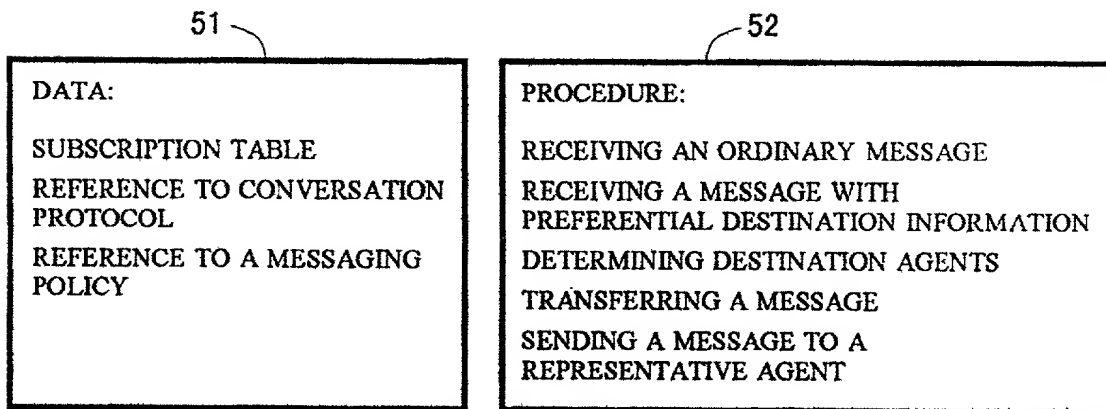 51
52
DATA:
SUBSCRIPTION TABLE
REFERENCE TO CONVERSATION
PROTOCOL
REFERENCE TO A MESSAGING
POLICY
PROCEDURE:
RECEIVING AN ORDINARY MESSAGE
RECEIVING A MESSAGE WITH
PREFERENTIAL DESTINATION INFORMATION
DETERMINING DESTINATION AGENTS
TRANSFERRING A MESSAGE
SENDING A MESSAGE TO A
REPRESENTATIVE AGENT